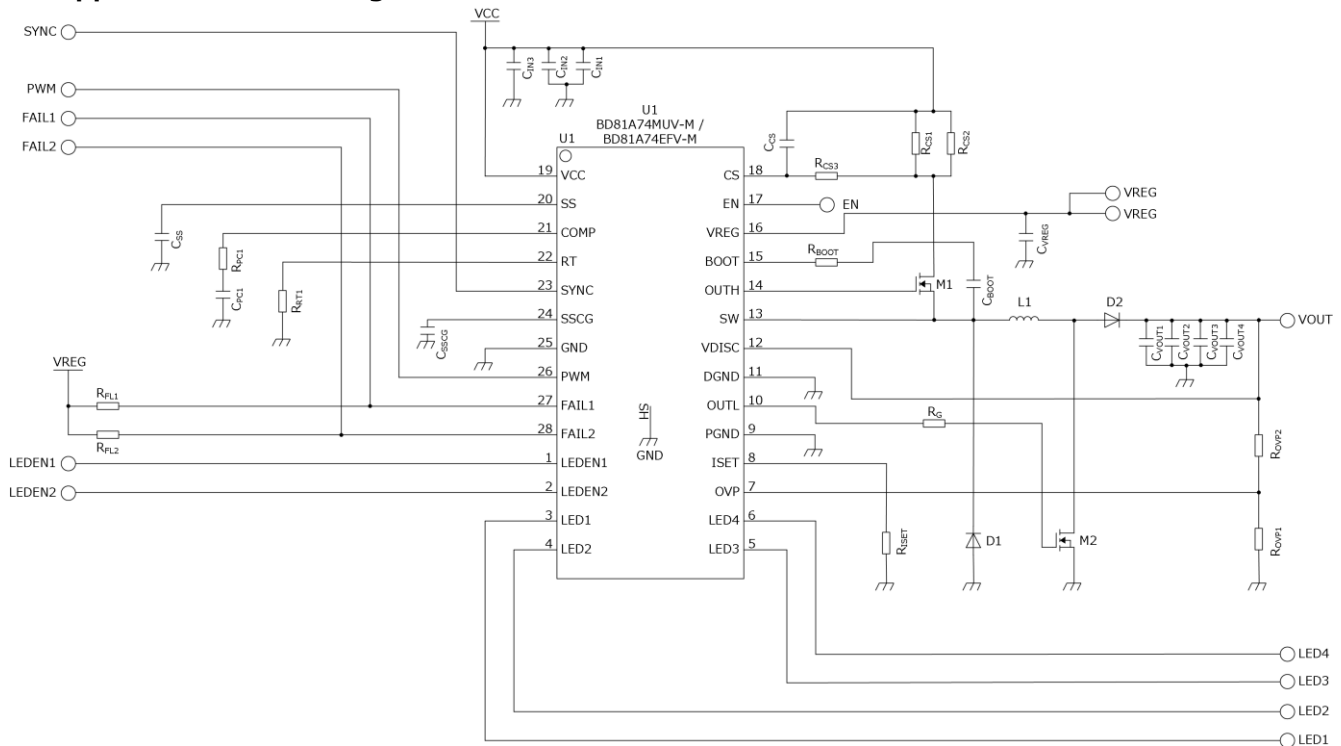 VCC
SYNC
CIN3
CIN2
CIN1
PWM
FAIL1
FAIL2
U1
BD81A74MUV-M /
BD81A74EFV-M
U1
CCS
RCS1
RCS2
RCS3
19 VCC
CS 18
20 SS
EN 17
EN
VREG
VREG
21 COMP
VREG 16
CSS
RPC1
CVREG
22 RT
BOOT 15
RBOOT
23 SYNC
OUTH 14
M1
CBOOT
CPC1
RRT1
24 SSCG
SW 13
L1
D2
VOUT
CSSCG
CVOUT1
CVOUT2
CVOUT3
CVOUT4
25 GND
VDISC 12
VREG
26 PWM
DGND 11
RFL1
27 FAIL1
OUTL 10
RG
28 FAIL2
PGND 9
RFL2
SH
GND
ROVP2
LEDEN1
1 LEDEN1
ISET 8
LEDEN2
2 LEDEN2
OVP 7
3 LED1
LED4 6
4 LED2
LED3 5
RISET
D1
M2
ROVP1
LED4
LED3
LED2
LED1